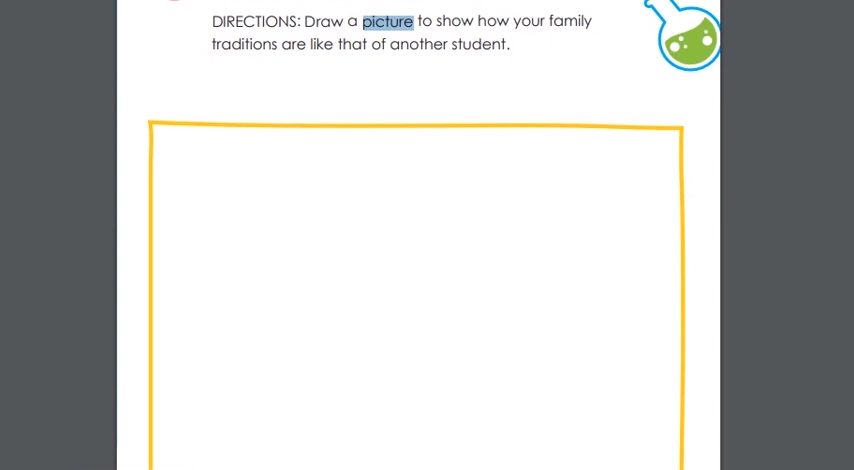 DIRECTIONS: Draw a picture to show how your family
traditions are like that of another student.